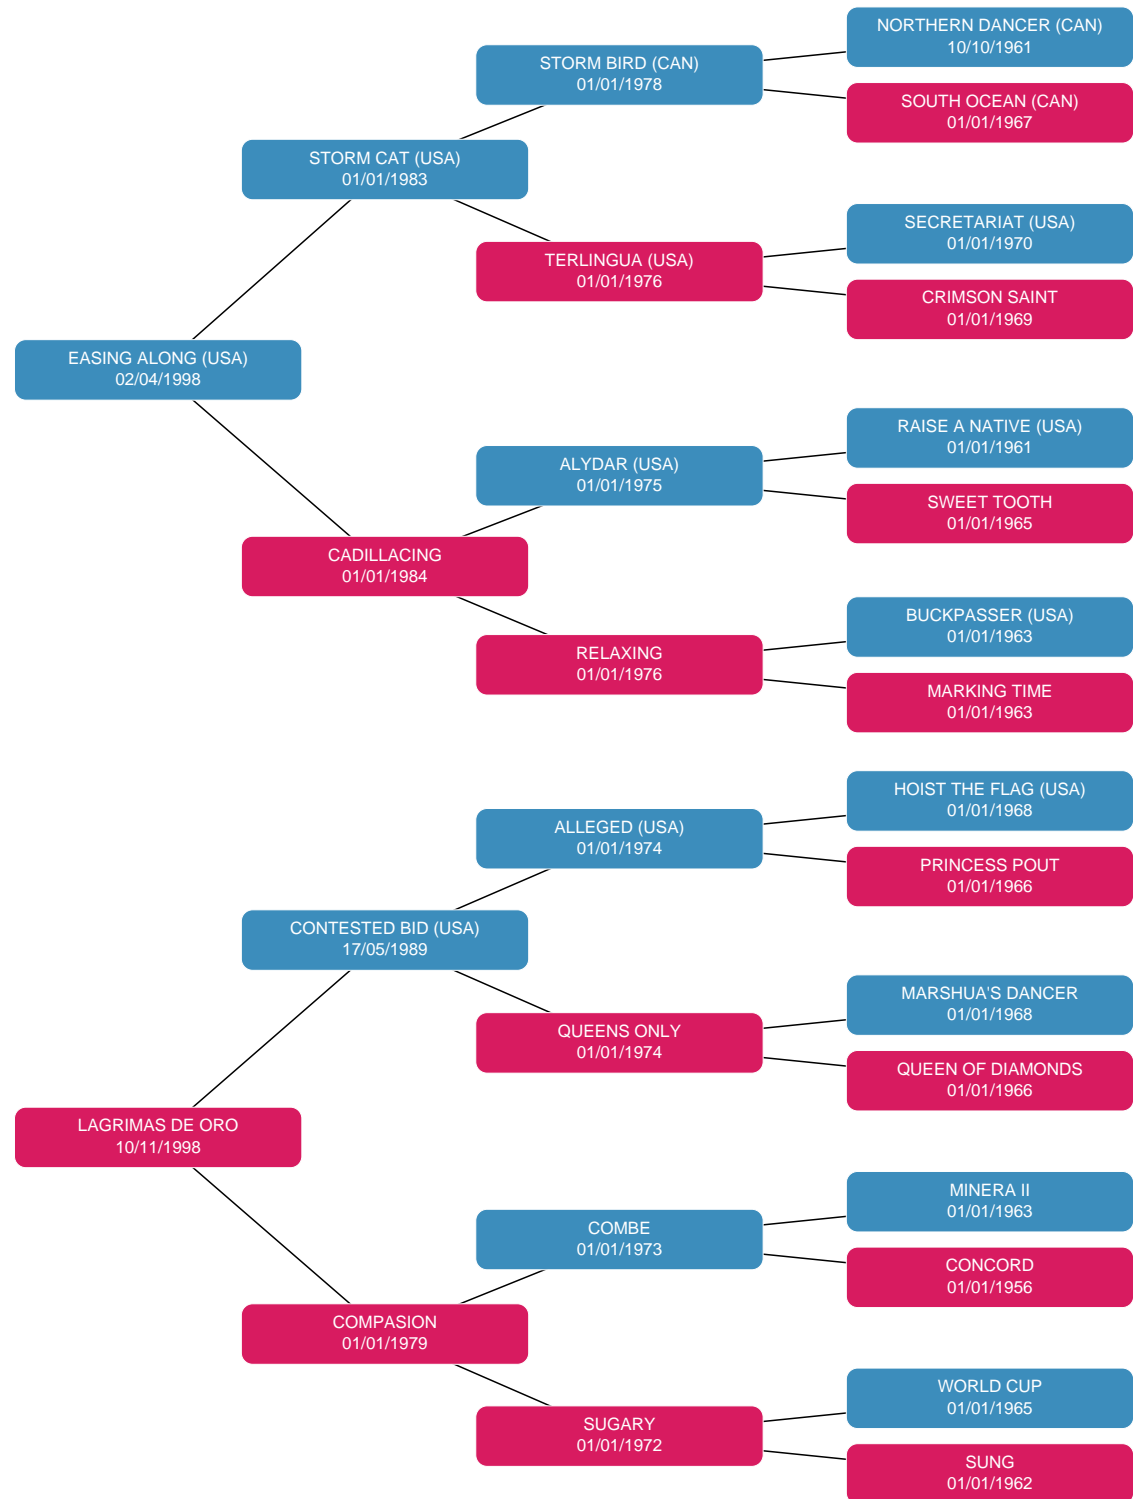 NORTHERN DANCER (CAN)
10/10/1961
STORM BIRD (CAN)
01/01/1978
SOUTH OCEAN (CAN)
01/01/1967
STORM CAT (USA)
01/01/1983
SECRETARIAT (USA)
01/01/1970
TERLINGUA (USA)
01/01/1976
CRIMSON SAINT
01/01/1969
EASING ALONG (USA)
02/04/1998
RAISE A NATIVE (USA)
01/01/1961
ALYDAR (USA)
01/01/1975
SWEET TOOTH
01/01/1965
CADILLACING
01/01/1984
BUCKPASSER (USA)
01/01/1963
RELAXING
01/01/1976
MARKING TIME
01/01/1963
HOIST THE FLAG (USA)
01/01/1968
ALLEGED (USA)
01/01/1974
PRINCESS POUT
01/01/1966
CONTESTED BID (USA)
17/05/1989
MARSHUA'S DANCER
01/01/1968
QUEENS ONLY
01/01/1974
QUEEN OF DIAMONDS
01/01/1966
LAGRIMAS DE ORO
10/11/1998
MINERA II
01/01/1963
COMBE
01/01/1973
CONCORD
01/01/1956
COMPASION
01/01/1979
WORLD CUP
01/01/1965
SUGARY
01/01/1972
SUNG
01/01/1962